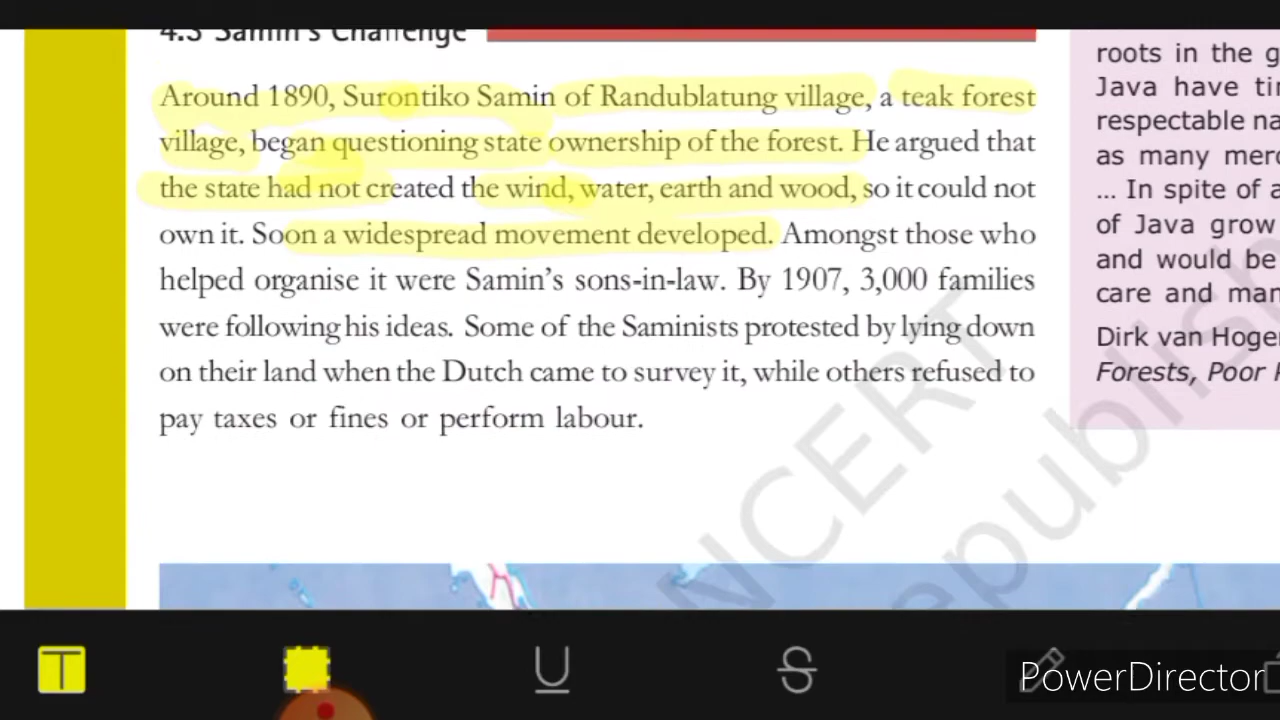 4.3 Samin's Challenge
Around 1890, Surontiko Samin of Randublatung village, a teak forest
village, began questioning state ownership of the forest. He argued that
the state had not created the wind, water, earth and wood, so it could not
own it. Soon a widespread movement developed. Amongst those who
helped organise it were Samin's sons-in-law. By 1907, 3,000 families
were following his ideas. Some of the Saminists protested by lying down
on their land when the Dutch came to survey it, while others refused to
pay taxes or fines or perform labour.
roots in the g
Java have
respectable
as many
... In spite of
of Java grow
and would be
care and
Dirk van
Forests, Poor
NCERT
T
U
S
PowerDirector